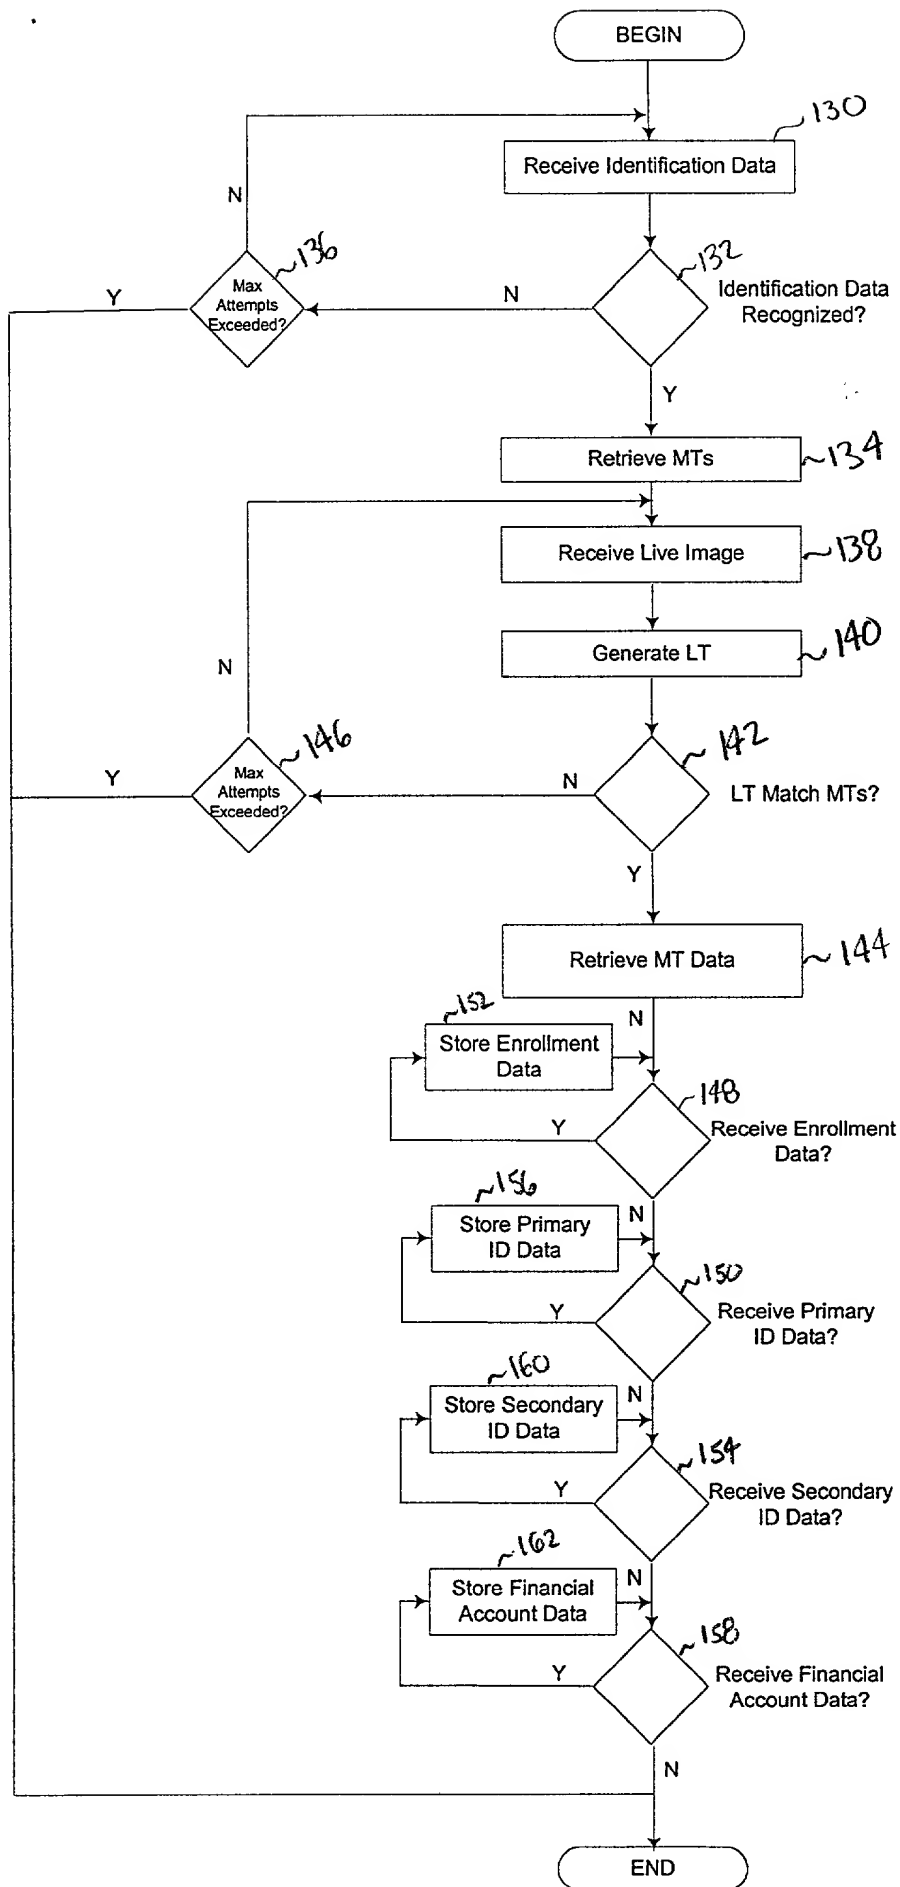 BEGIN
130
Receive Identification Data
N
136
132
Max
Attempts
Exceeded?
Y
N
Identification Data
Recognized?
Y
Retrieve MTs
134
Receive Live Image
138
Generate LT
140
N
146
142
Max
Attempts
Exceeded?
Y
N
LT Match MTs?
Y
Retrieve MT Data
144
N
152
Store Enrollment
Data
148
Y
Receive Enrollment
Data?
156
N
Store Primary
ID Data
150
Y
Receive Primary
ID Data?
160
N
Store Secondary
ID Data
154
Y
Receive Secondary
ID Data?
162
N
Store Financial
Account Data
158
Y
Receive Financial
Account Data?
N
END